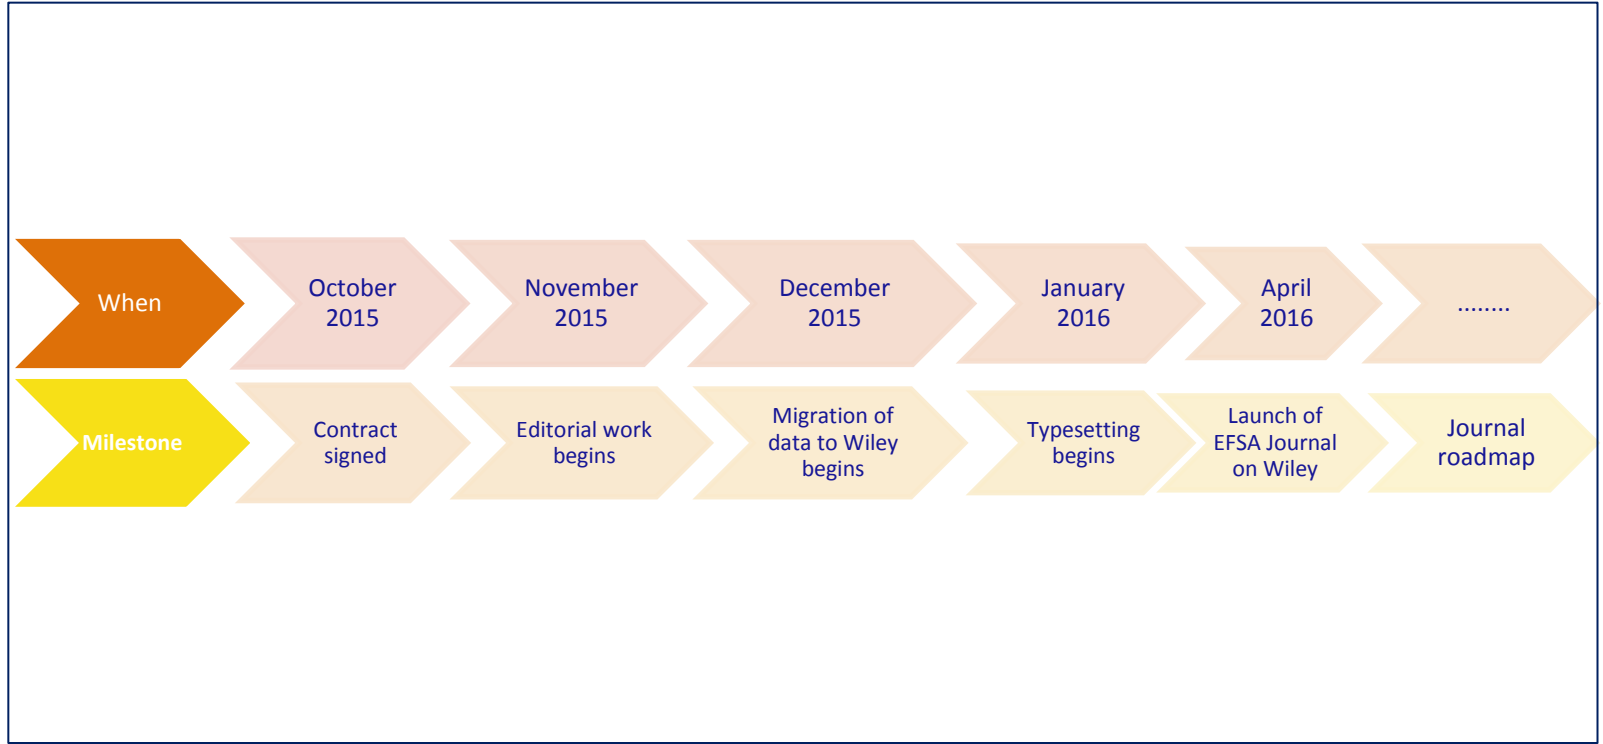 When
October
2015
November
2015
December
2015
January
2016
April
2016
........
Milestone
Contract
signed
Editorial work
begins
Migration of
data to Wiley
begins
Typesetting
begins
Launch of
EFSA Journal
on Wiley
Journal
roadmap